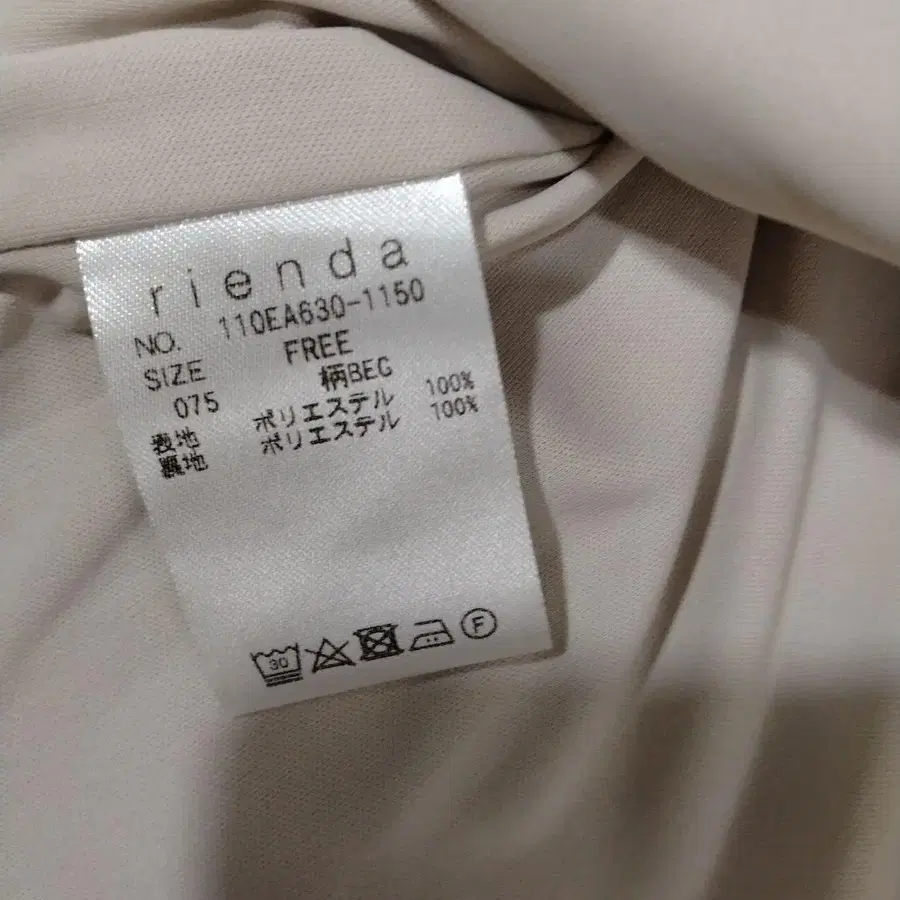 rienda
NO. 110EA630-1150
SIZE FREE
075 柄BEG
表地 ポリエステル 100%
裏地 ポリエステル 100%
30 F